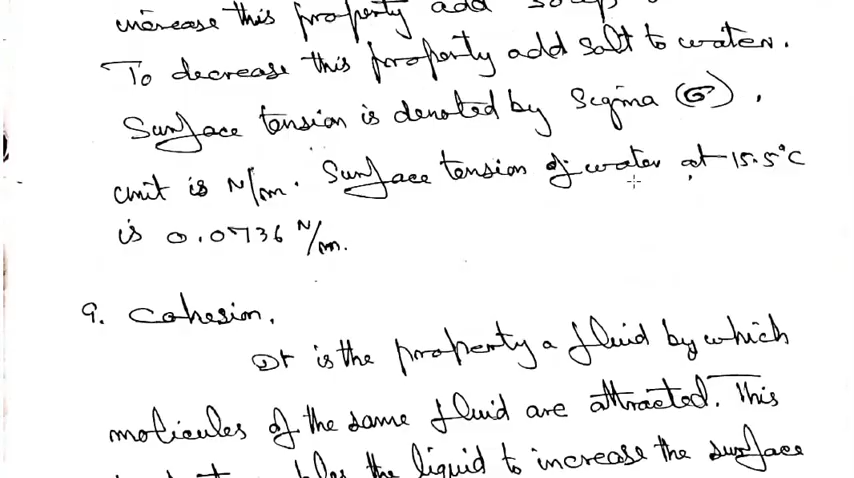 increase this property add
To decrease this property add salt to water.
Surface tension is denoted by Segma (σ).
Unit is N/m. Surface tension of water at 15.5°C
is 0.0736 N/m.
9. Cohesion.
It is the property a fluid by which
molicules of the same fluid are attracted. This
the liquid to increase the surface